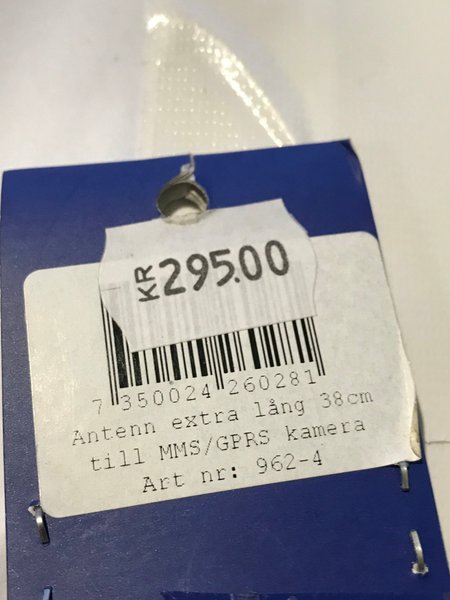 KR 295.00
7 350024 260281
Antenn extra lång 38cm
till MMS/GPRS kamera
Art nr: 962-4